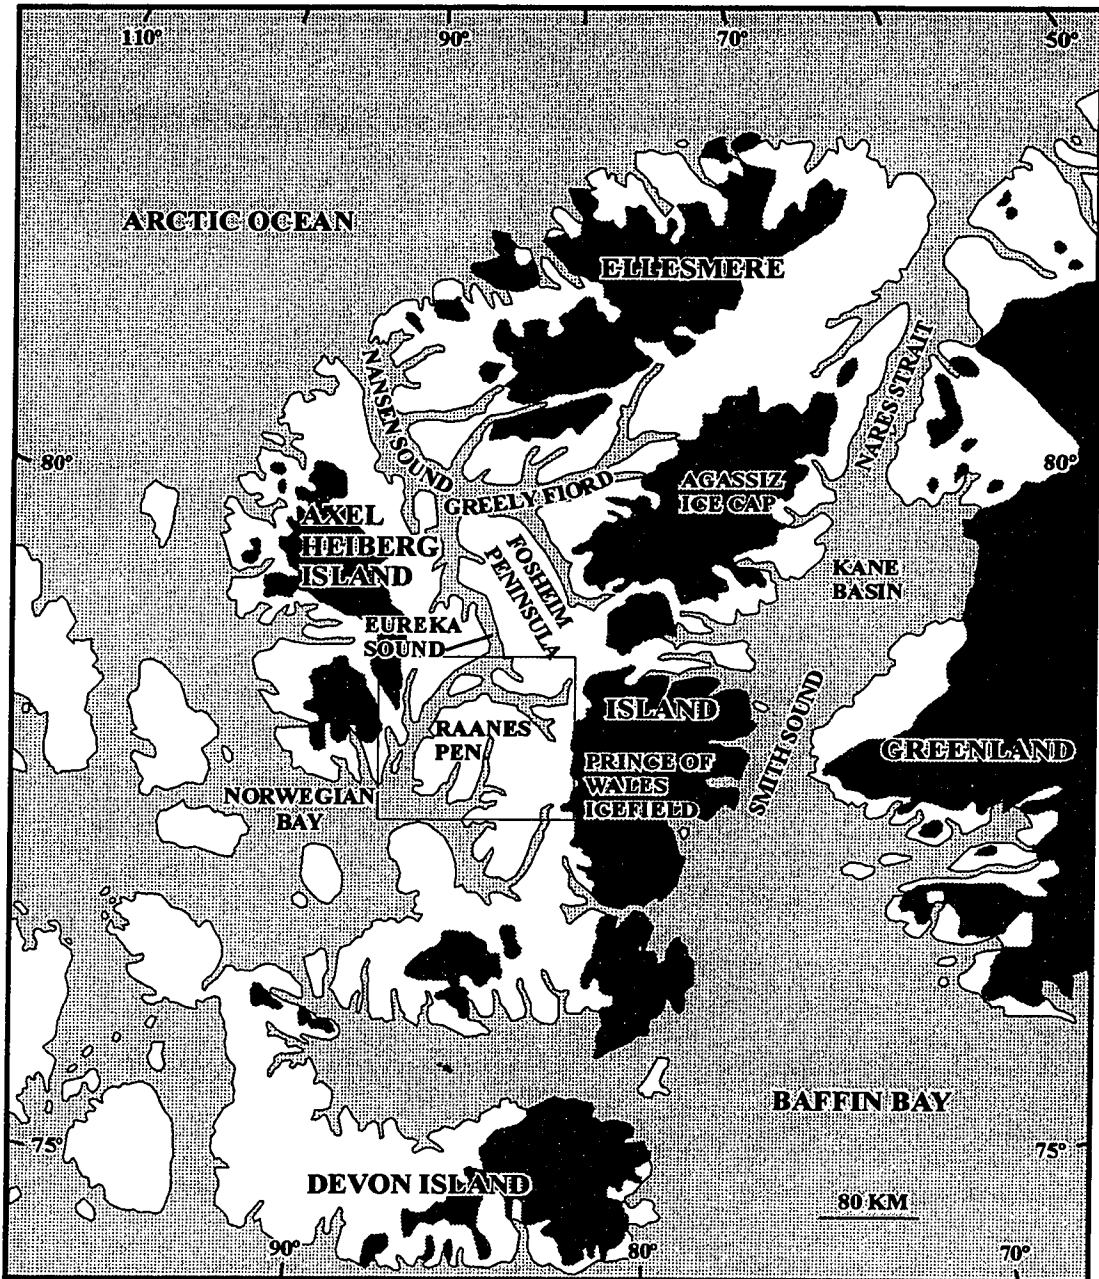 110°
90°
70°
50°
ARCTIC OCEAN
ELLESMERE
NANSEN SOUND
NARES STRAIT
80°
80°
GREELY FIORD
AGASSIZ
ICE CAP
AXEL
HEIBERG
ISLAND
FOSHEIM
PENINSULA
KANE
BASIN
EUREKA
SOUND
ISLAND
RAANES
PEN.
SMITH SOUND
GREENLAND
PRINCE OF
WALES
ICEFIELD
NORWEGIAN
BAY
BAFFIN BAY
75°
75°
DEVON ISLAND
80 KM
90°
80°
70°